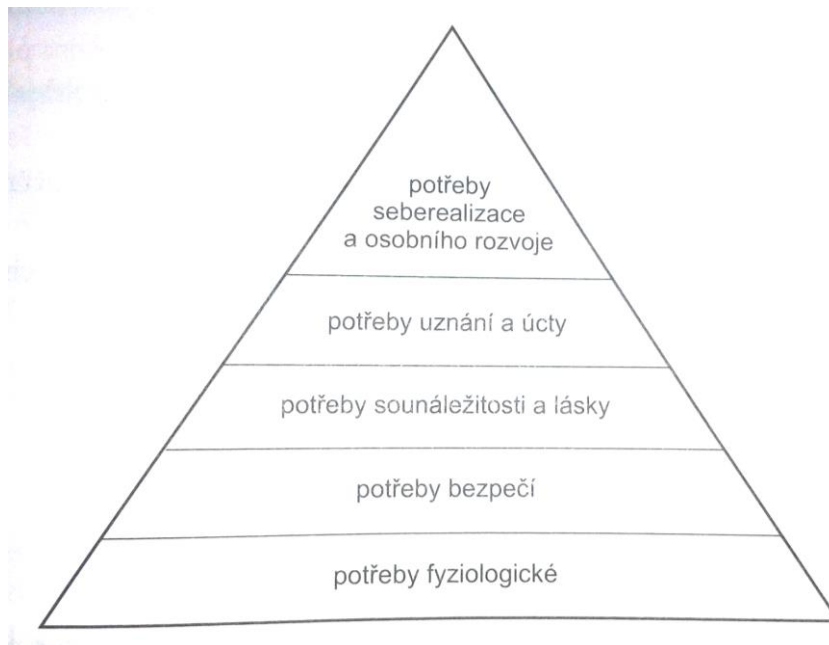 potřeby
seberealizace
a osobního rozvoje
potřeby uznání a úcty
potřeby sounáležitosti a lásky
potřeby bezpečí
potřeby fyziologické